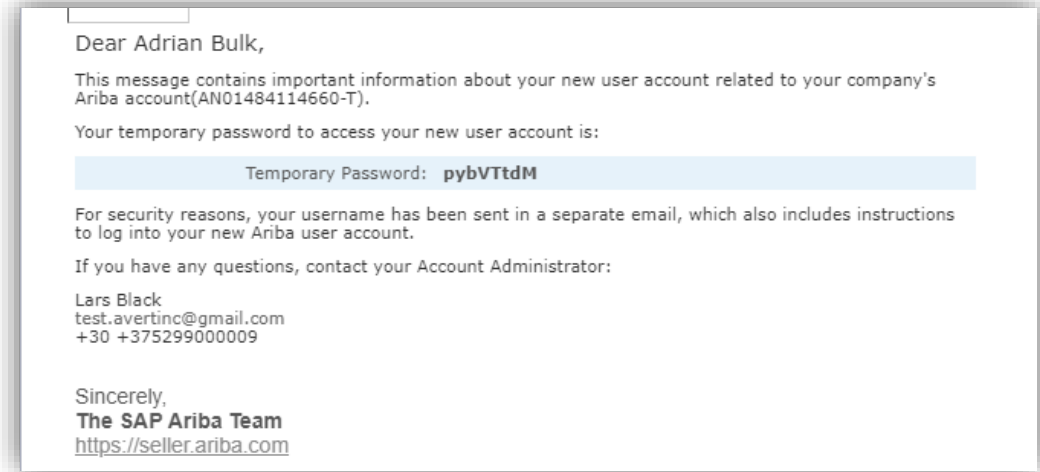 Dear Adrian Bulk,
This message contains important information about your new user account related to your company's
Ariba account(AN01484114660-T).
Your temporary password to access your new user account is:
Temporary Password: pybVTtdM
For security reasons, your username has been sent in a separate email, which also includes instructions
to log into your new Ariba user account.
If you have any questions, contact your Account Administrator:
Lars Black
test.avertinc@gmail.com
+30 +375299000009
Sincerely,
The SAP Ariba Team
https://seller.ariba.com